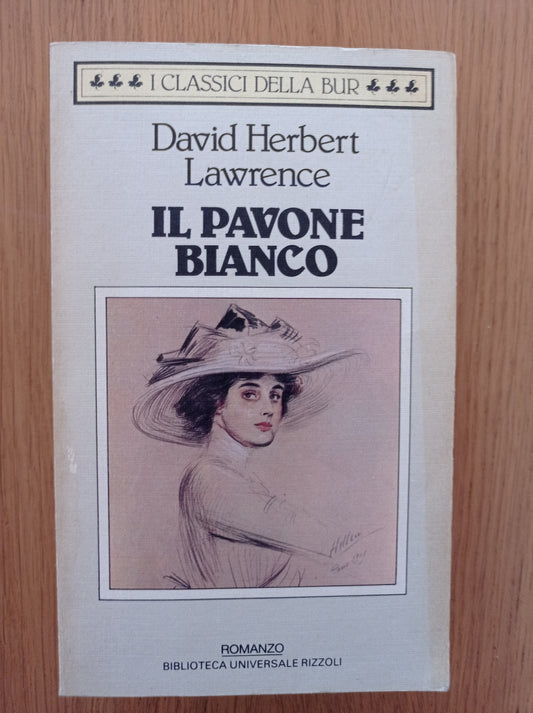 I CLASSICI DELLA BUR
David Herbert
Lawrence
IL PAVONE
BIANCO
ROMANZO
BIBLIOTECA UNIVERSALE RIZZOLI